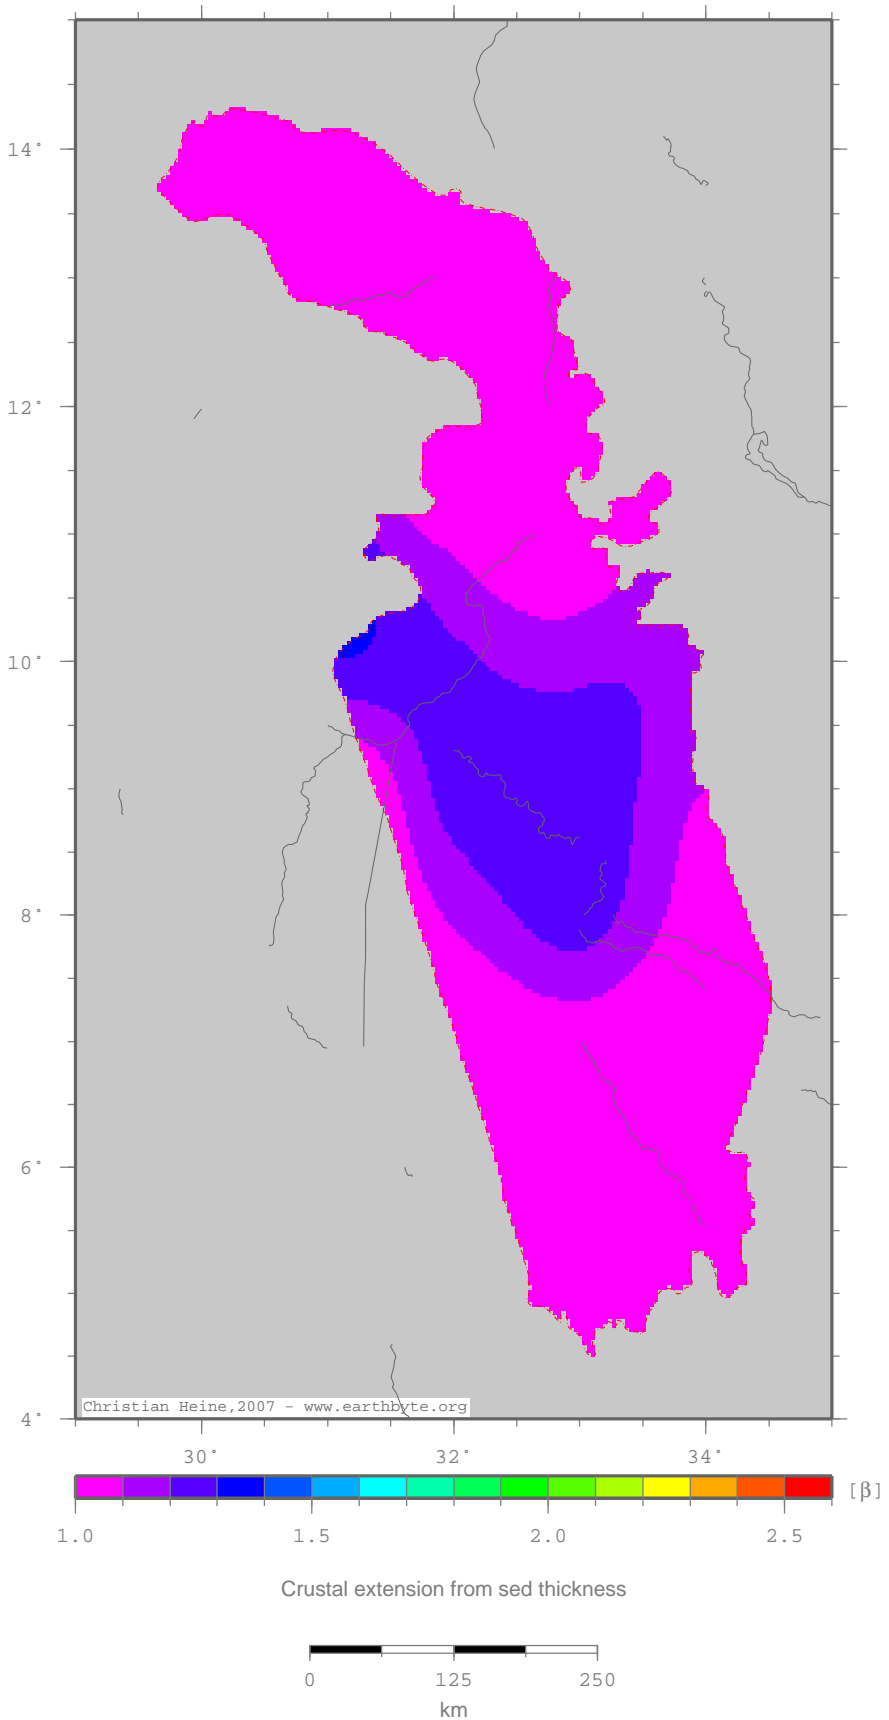 14°
12°
10°
8°
6°
4°
Christian Heine,2007 - www.earthbyte.org
30° 32° 34°
[β]
1.0 1.5 2.0 2.5
Crustal extension from sed thickness
0 125 250
km